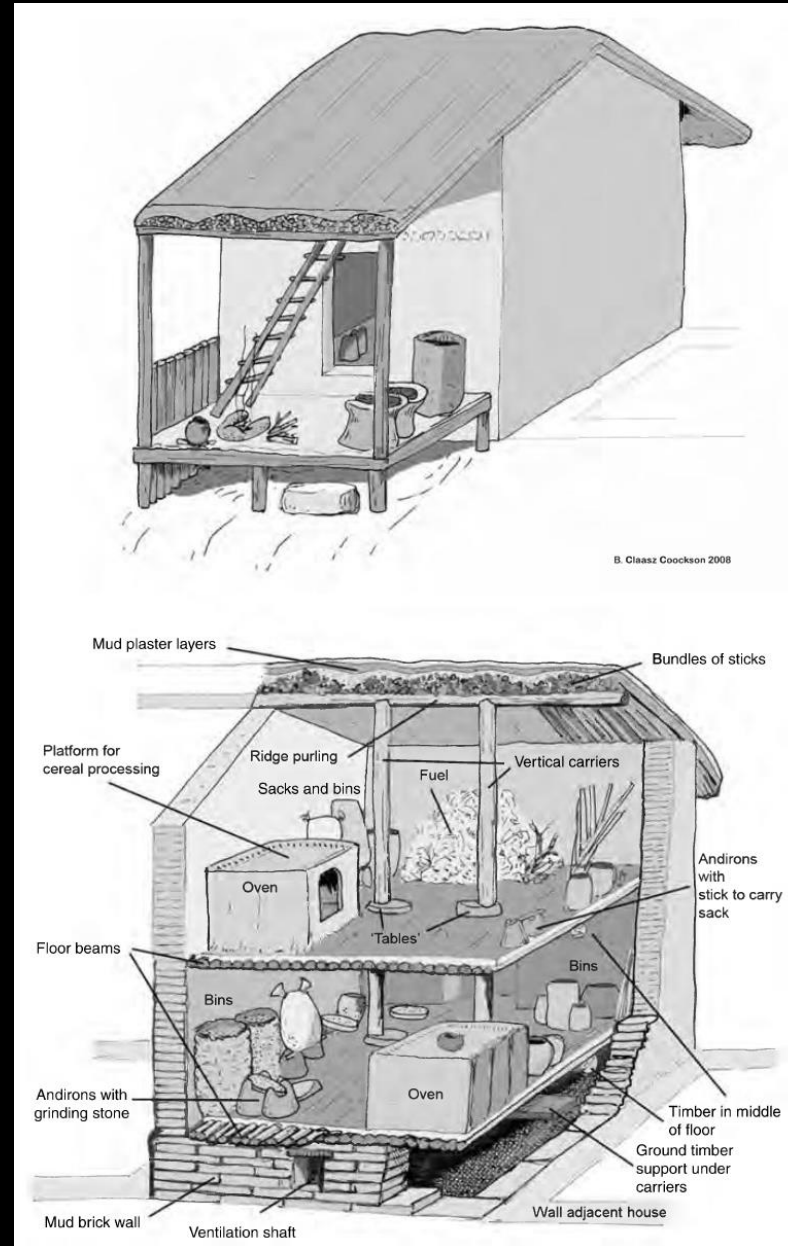 B. Claasz Coockson 2008
Mud plaster layers
Bundles of sticks
Platform for
cereal processing
Ridge purling
Vertical carriers
Sacks and bins
Fuel
Andirons
with
stick to carry
sack
Oven
'Tables'
Floor beams
Bins
Bins
Andirons with
grinding stone
Oven
Timber in middle
of floor
Ground timber
support under
carriers
Mud brick wall
Ventilation shaft
Wall adjacent house